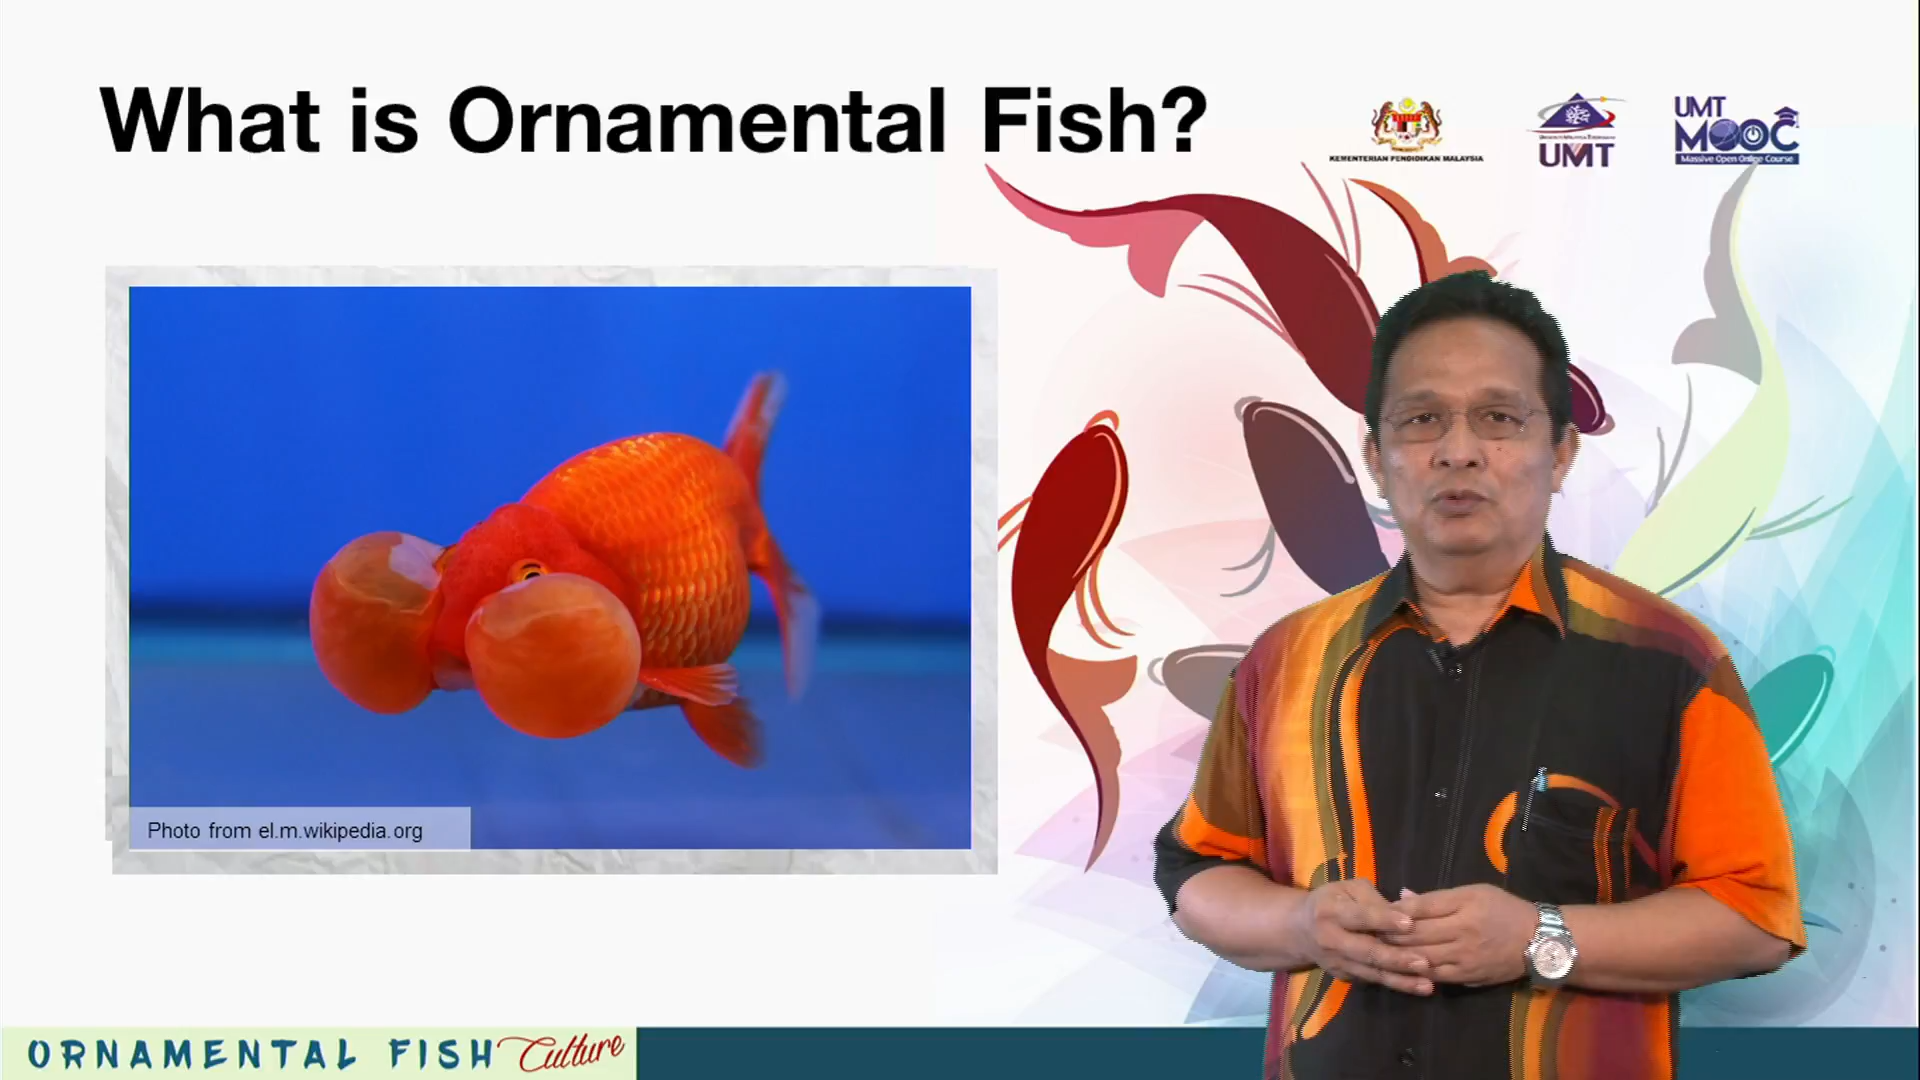 What is Ornamental Fish?
KEMENTERIAN PENDIDIKAN MALAYSIA
UMT
UMT
MOOC
Massive Open Online Course
Photo from el.m.wikipedia.org
ORNAMENTAL FISH Culture